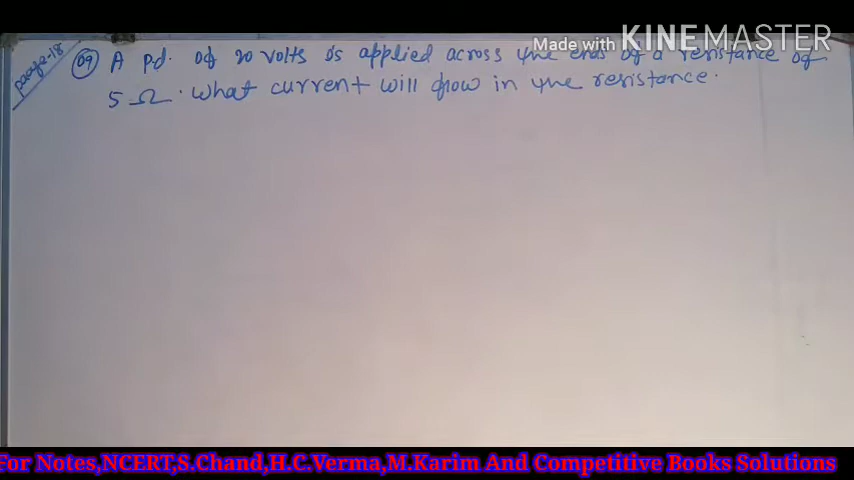 Made with KINEMASTER
page-18
09 A p.d. of 20 volts is applied across the ends of a resistance of
5 Ω. What current will flow in the resistance.
For Notes,NCERT,S.Chand,H.C.Verma,M.Karim And Competitive Books Solutions